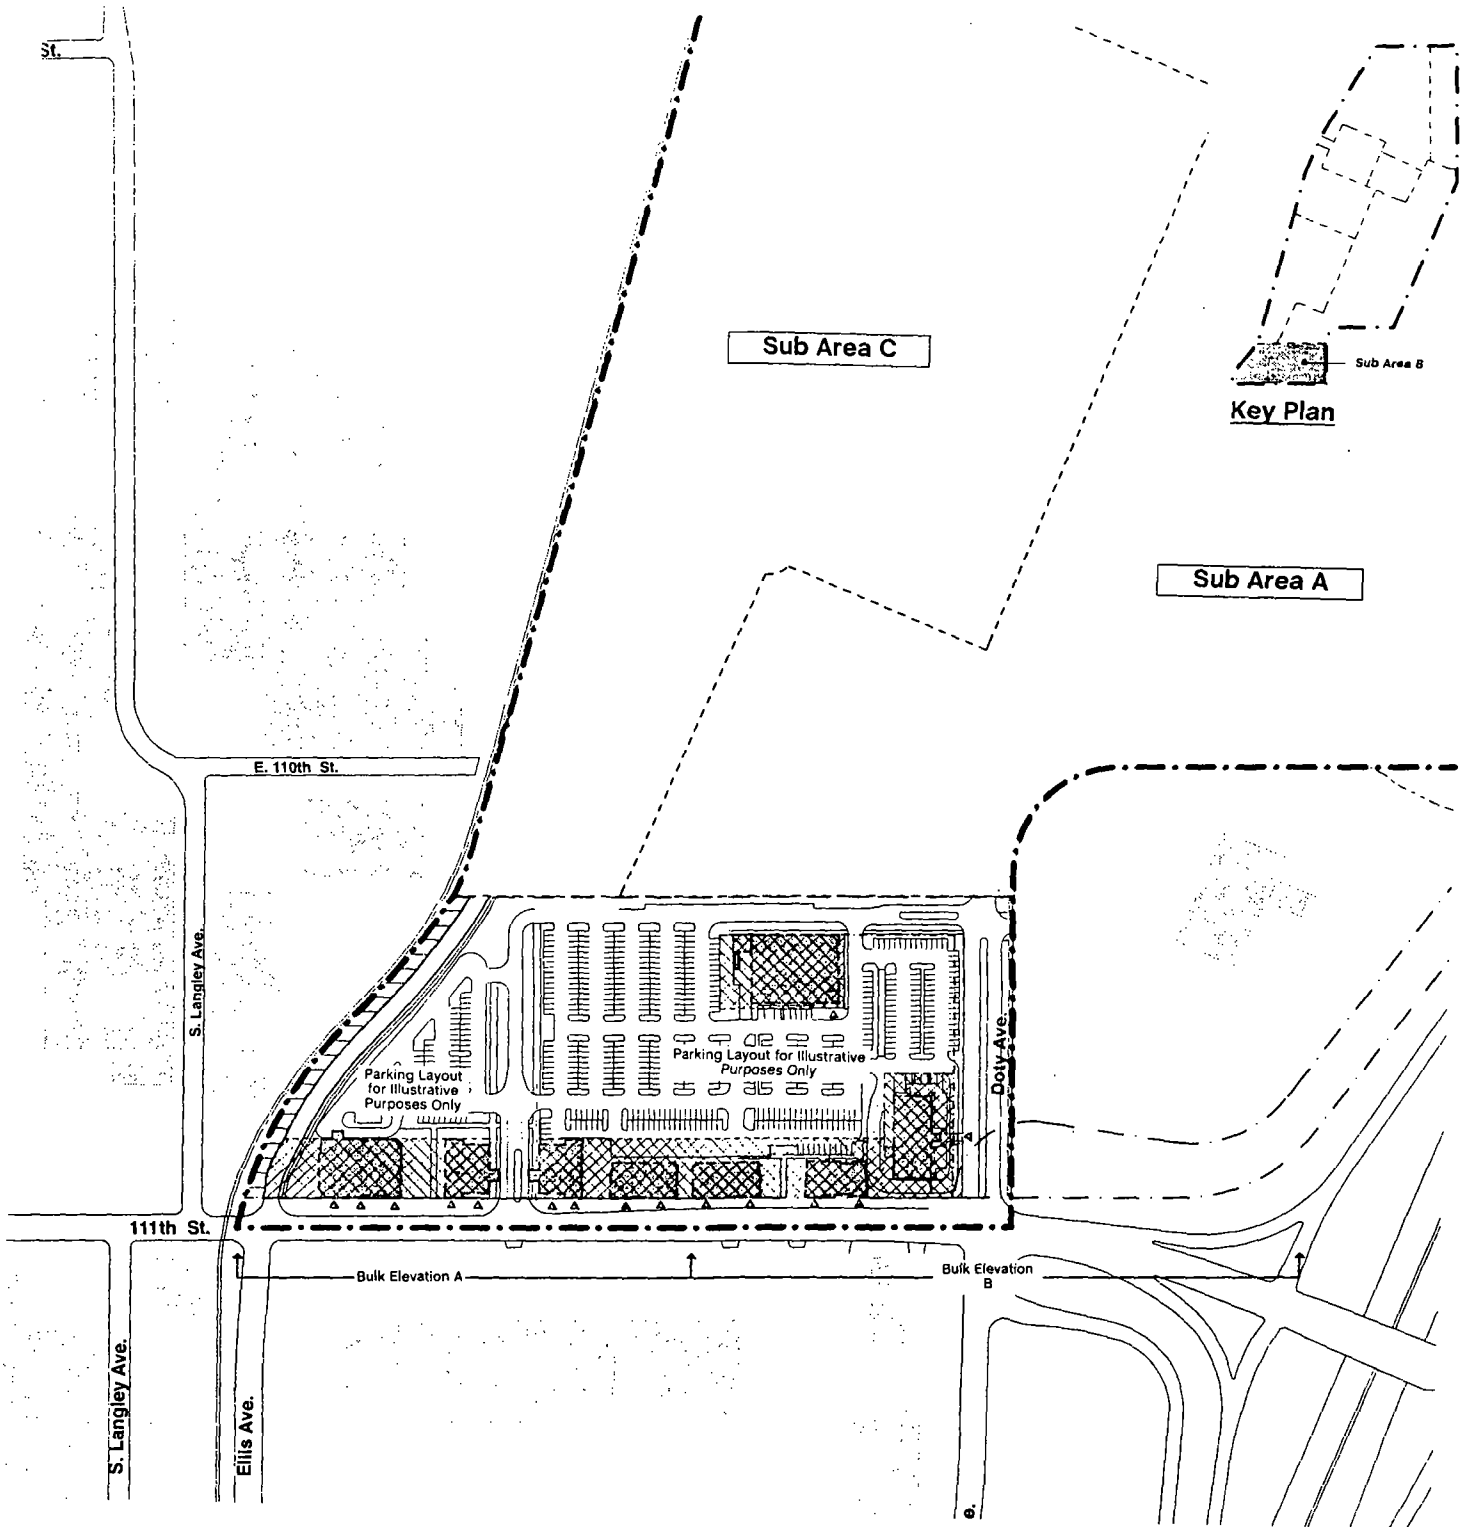 St.
Sub Area C
Sub Area B
Key Plan
Sub Area A
E. 110th St.
S. Langley Ave.
Doty Ave.
Parking Layout for Illustrative
Purposes Only
Parking Layout
for Illustrative
Purposes Only
111th St.
Bulk Elevation A
Bulk Elevation
B
S. Langley Ave.
Ellis Ave.
e.